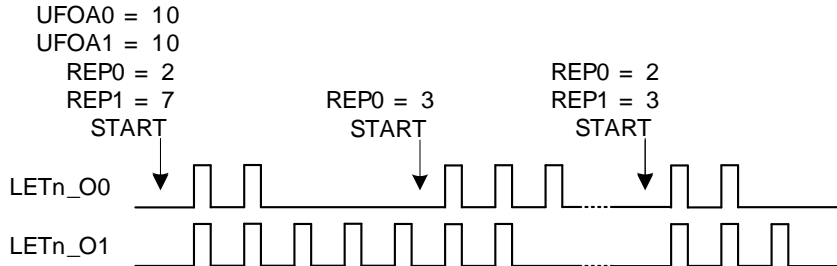 UFOA0 = 10
UFOA1 = 10
REP0 = 2
REP1 = 7
START
REP0 = 3
START
REP0 = 2
REP1 = 3
START
LETn_O0
LETn_O1